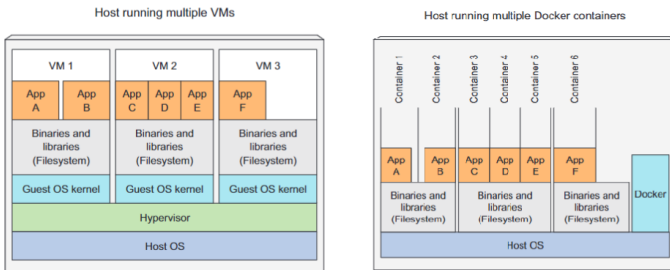 Host running multiple VMs
VM 1
VM 2
VM 3
App
A
App
B
App
C
App
D
App
E
App
F
Binaries and
libraries
(Filesystem)
Binaries and
libraries
(Filesystem)
Binaries and
libraries
(Filesystem)
Guest OS kernel
Guest OS kernel
Guest OS kernel
Hypervisor
Host OS
Host running multiple Docker containers
Container 1
Container 2
Container 3
Container 4
Container 5
Container 6
App
A
App
B
App
C
App
D
App
E
App
F
Binaries and
libraries
(Filesystem)
Binaries and
libraries
(Filesystem)
Binaries and
libraries
(Filesystem)
Docker
Host OS